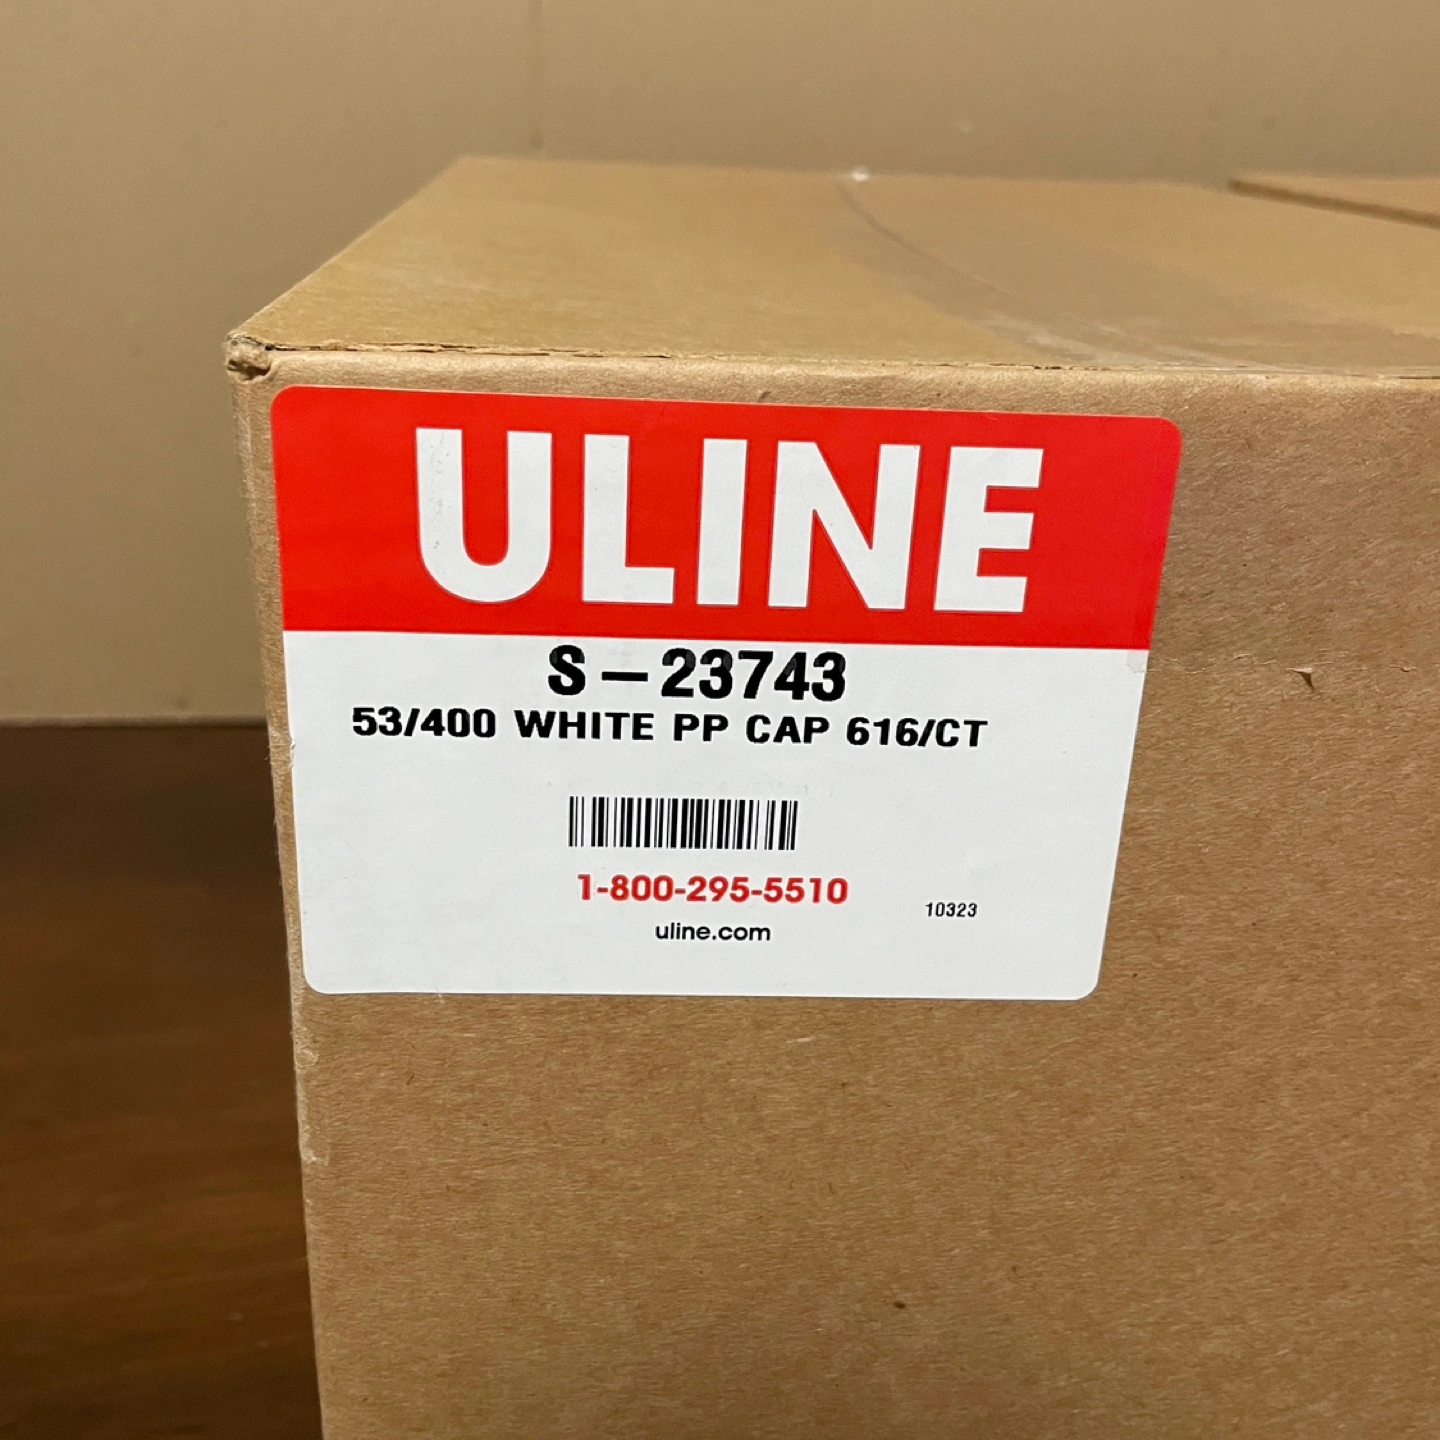 ULINE
S-23743
53/400 WHITE PP CAP 616/CT
1-800-295-5510
10323
uline.com